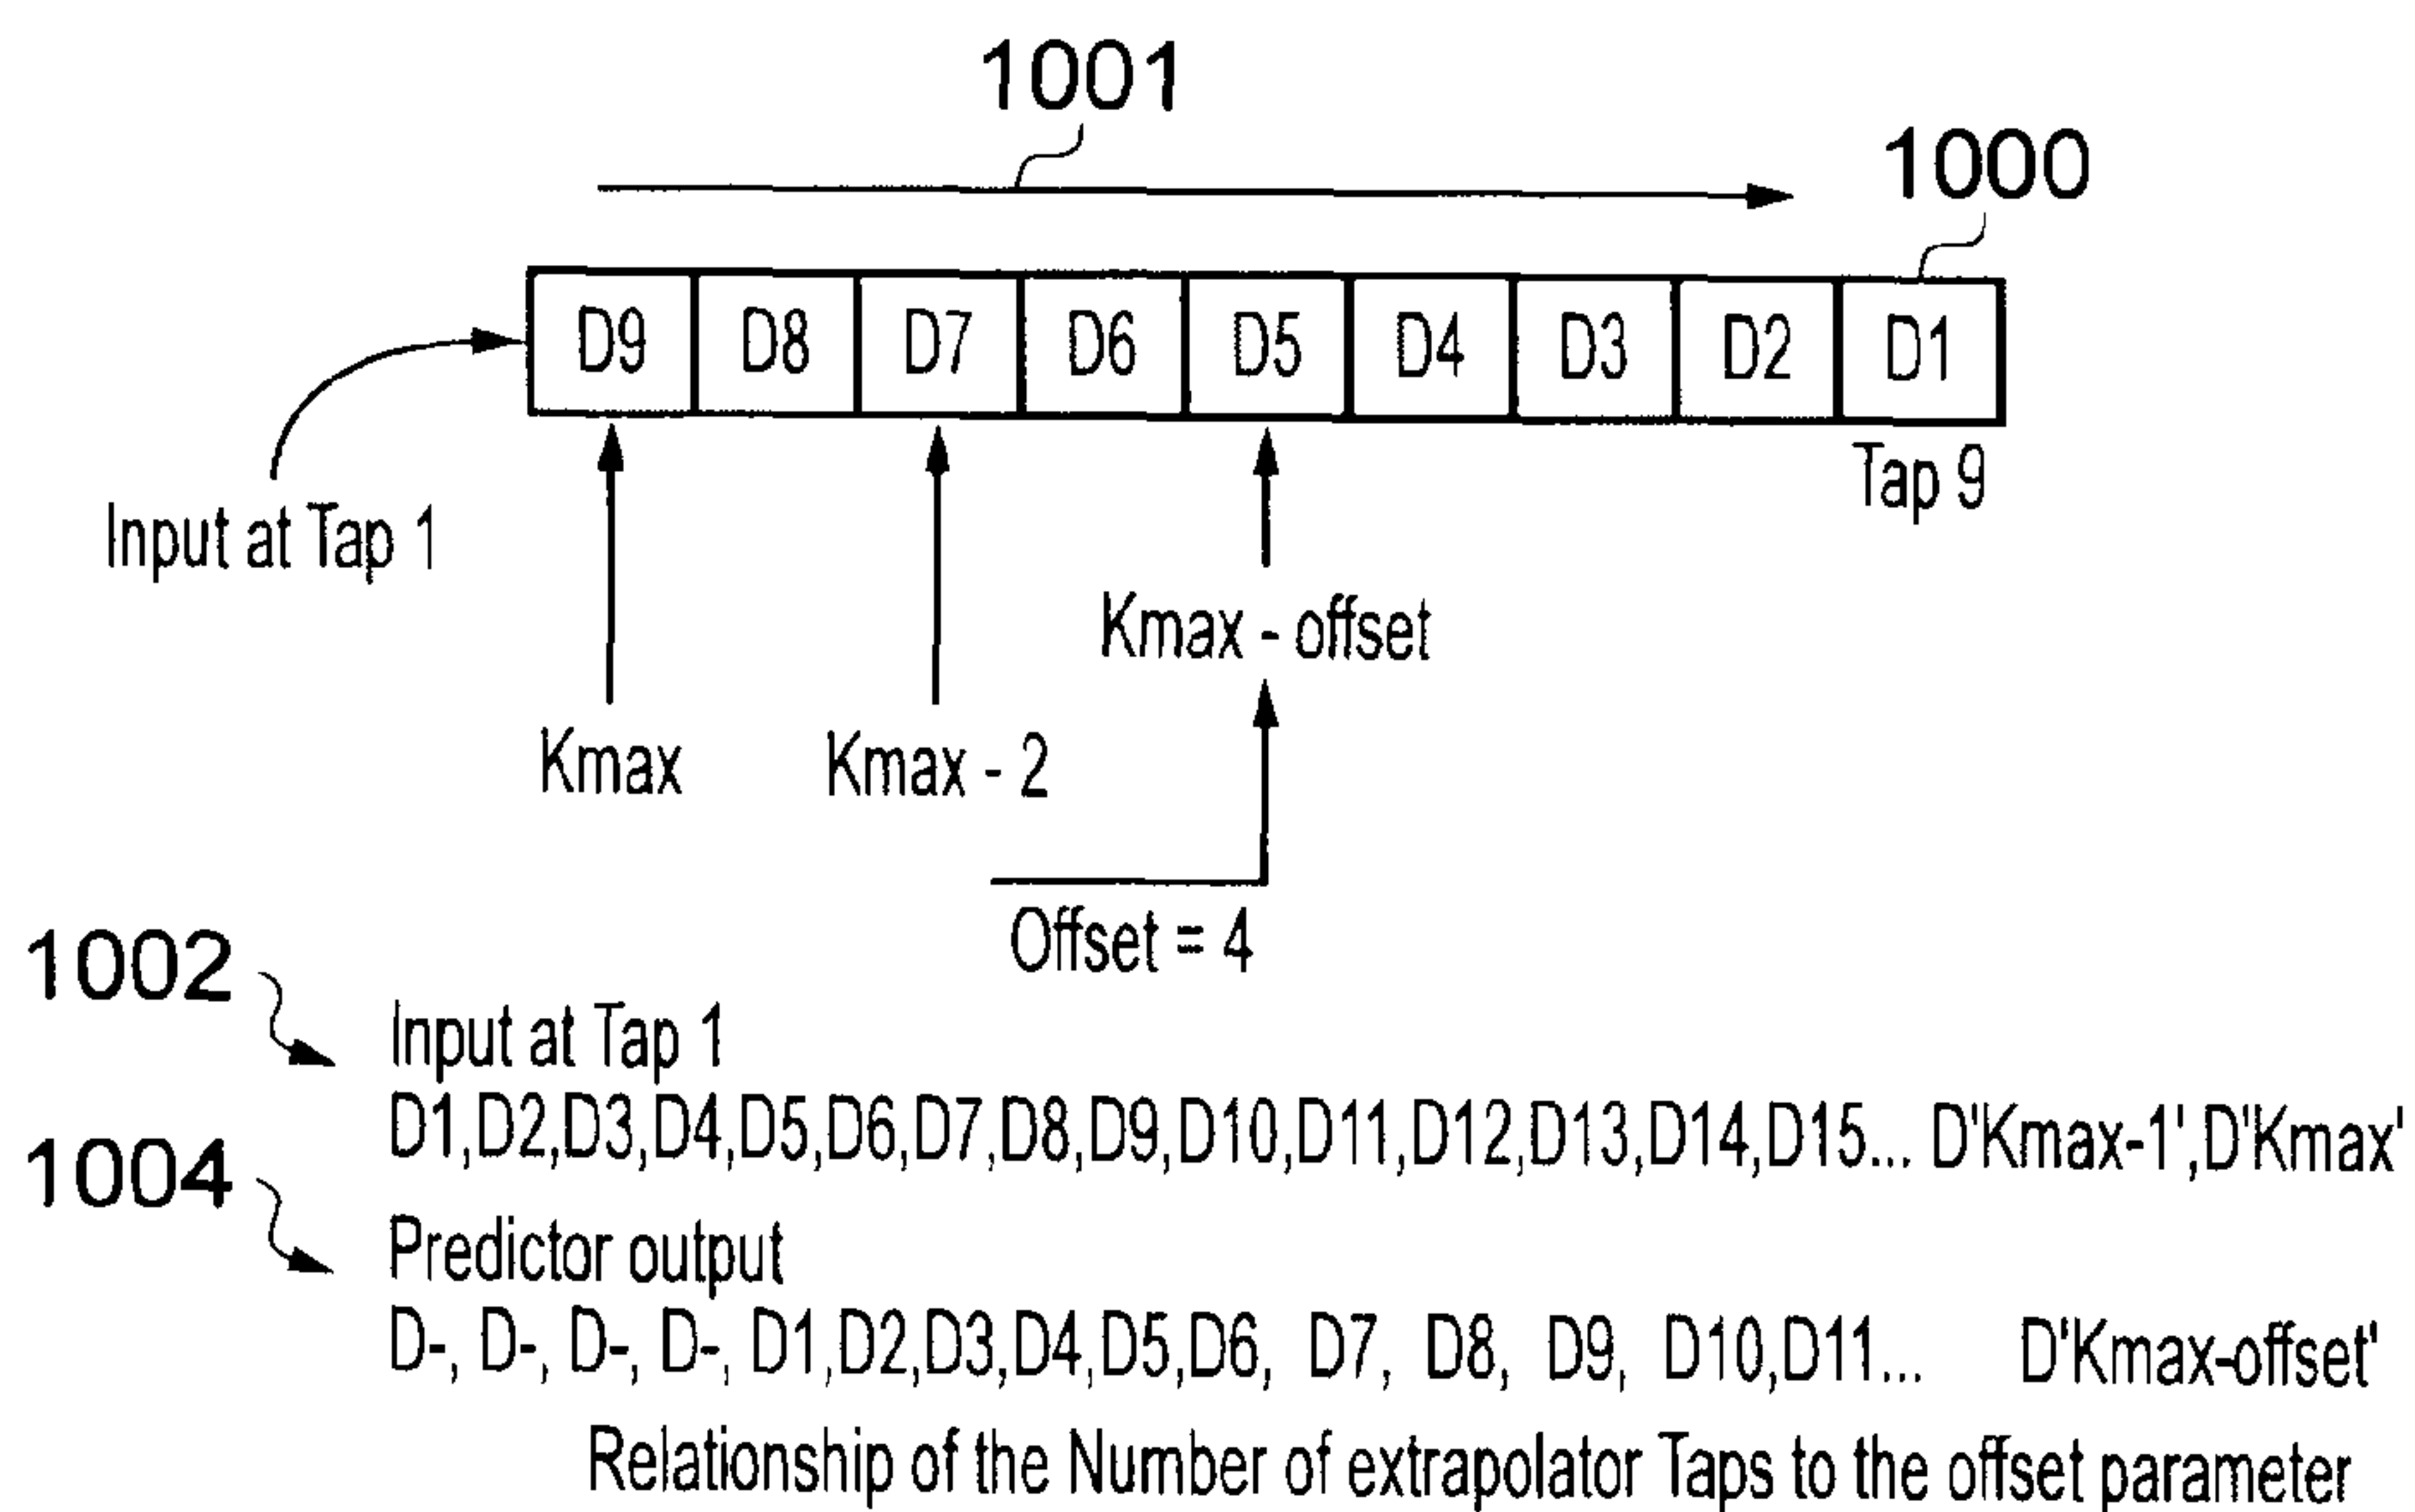 1001
1000
D9 D8 D7 D6 D5 D4 D3 D2 D1
Tap 9
Input at Tap 1
Kmax - offset
Kmax
Kmax - 2
Offset = 4
1002
Input at Tap 1
D1,D2,D3,D4,D5,D6,D7,D8,D9,D10,D11,D12,D13,D14,D15... D'Kmax-1',D'Kmax'
1004
Predictor output
D-, D-, D-, D-, D1,D2,D3,D4,D5,D6, D7, D8, D9, D10,D11... D'Kmax-offset'
Relationship of the Number of extrapolator Taps to the offset parameter